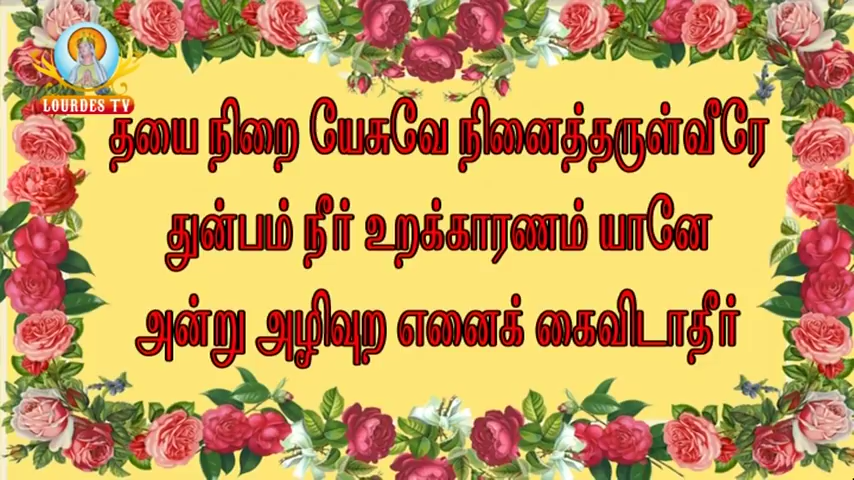 LOURDES TV
தயை நிறை யேசுவே நினைத்தருள்வீரே
துன்பம் நீர் உறக்காரணம் யானே
அன்று அழிவுற எனைக் கைவிடாதீர்